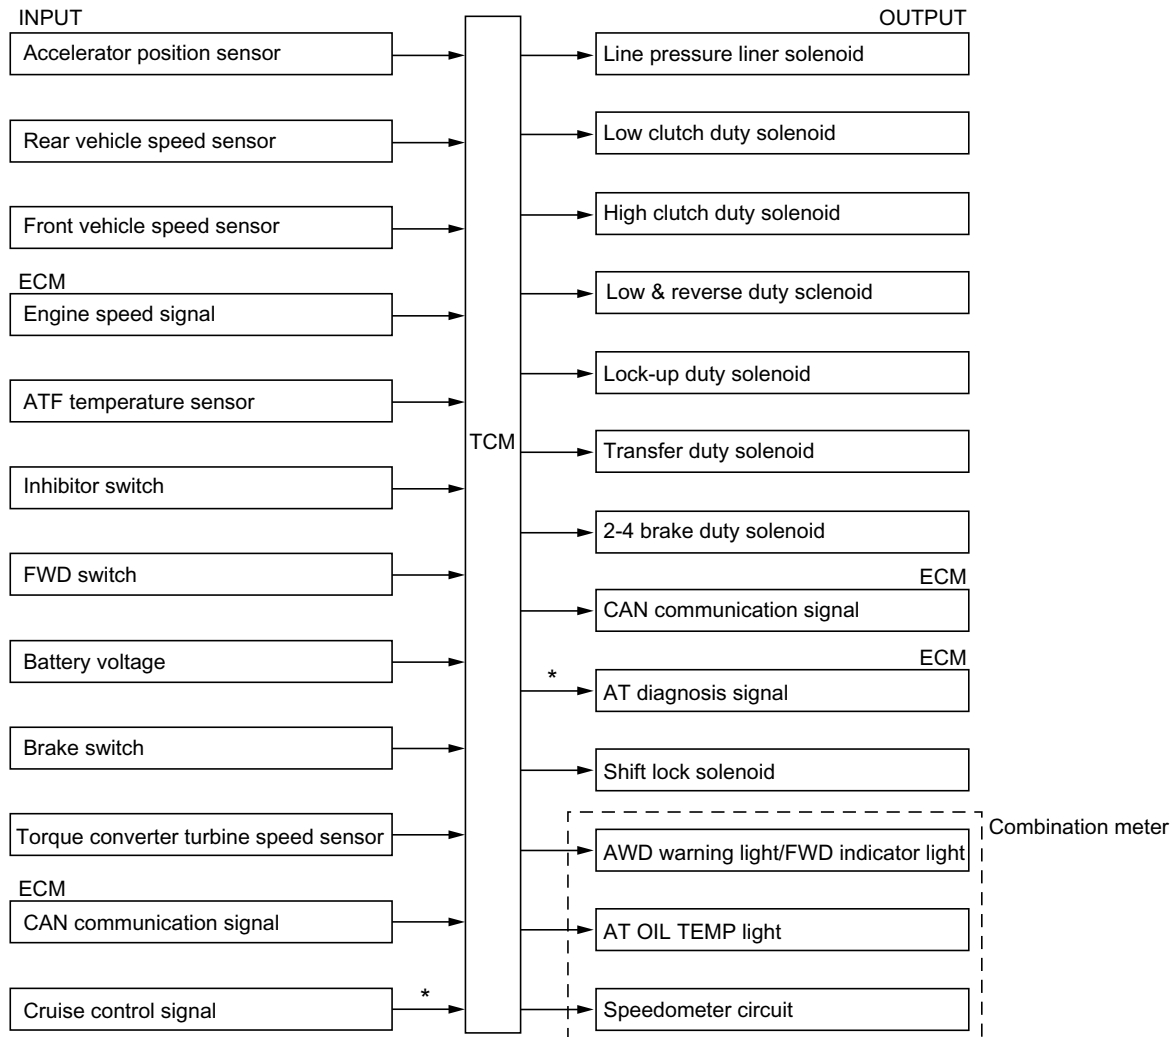 INPUT
OUTPUT
Accelerator position sensor
Rear vehicle speed sensor
Front vehicle speed sensor
ECM
Engine speed signal
ATF temperature sensor
Inhibitor switch
FWD switch
Battery voltage
Brake switch
Torque converter turbine speed sensor
ECM
CAN communication signal
Cruise control signal
*
TCM
Line pressure liner solenoid
Low clutch duty solenoid
High clutch duty solenoid
Low & reverse duty sclenoid
Lock-up duty solenoid
Transfer duty solenoid
2-4 brake duty solenoid
ECM
CAN communication signal
ECM
*
AT diagnosis signal
Shift lock solenoid
Combination meter
AWD warning light/FWD indicator light
AT OIL TEMP light
Speedometer circuit